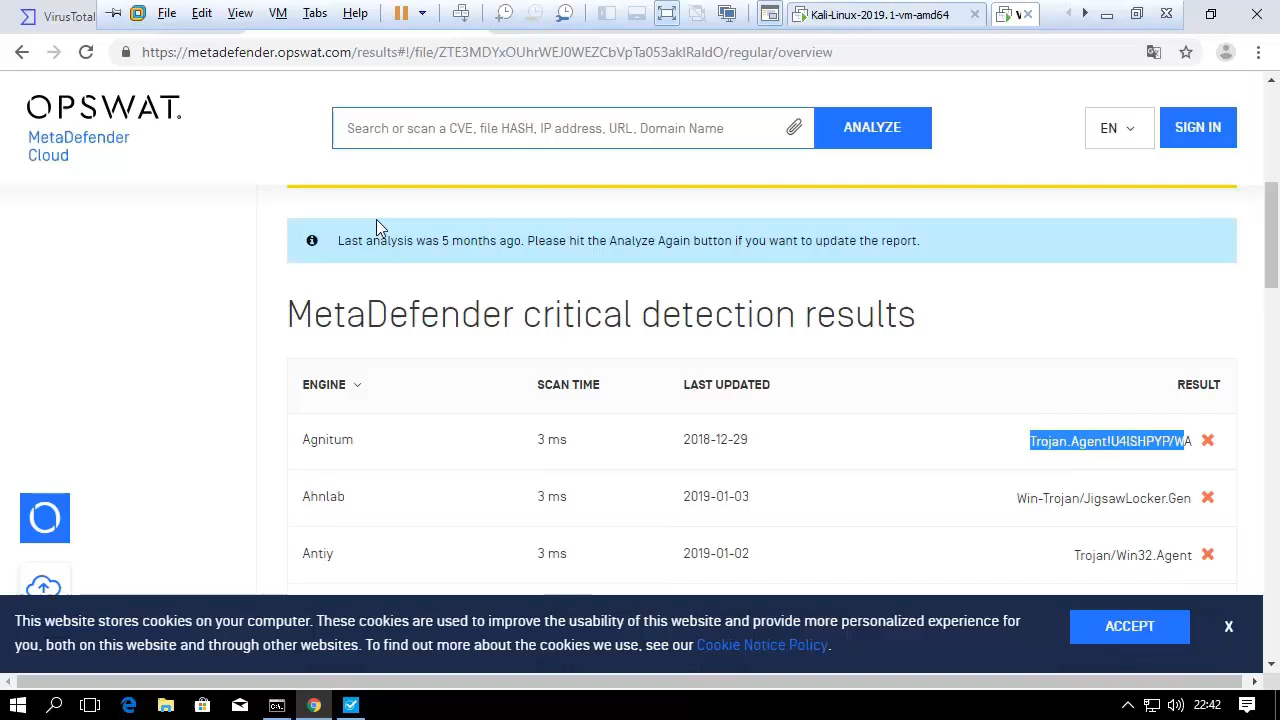 VirusTotal
File Edit View VM Tabs Help
Kali-Linux-2019.1-vm-amd64
https://metadefender.opswat.com/results#!/file/ZTE3MDYxOUhrWEJ0WEZCbVpTa053aklRaldO/regular/overview
OPSWAT.
MetaDefender
Cloud
Search or scan a CVE, file HASH, IP address, URL, Domain Name
ANALYZE
EN
SIGN IN
Last analysis was 5 months ago. Please hit the Analyze Again button if you want to update the report.
MetaDefender critical detection results
ENGINE SCAN TIME LAST UPDATED RESULT
Agnitum 3 ms 2018-12-29 Trojan.Agent!U4lSHPYP/WA
Ahnlab 3 ms 2019-01-03 Win-Trojan/JigsawLocker.Gen
Antiy 3 ms 2019-01-02 Trojan/Win32.Agent
This website stores cookies on your computer. These cookies are used to improve the usability of this website and provide more personalized experience for
you, both on this website and through other websites. To find out more about the cookies we use, see our Cookie Notice Policy.
ACCEPT
X
22:42